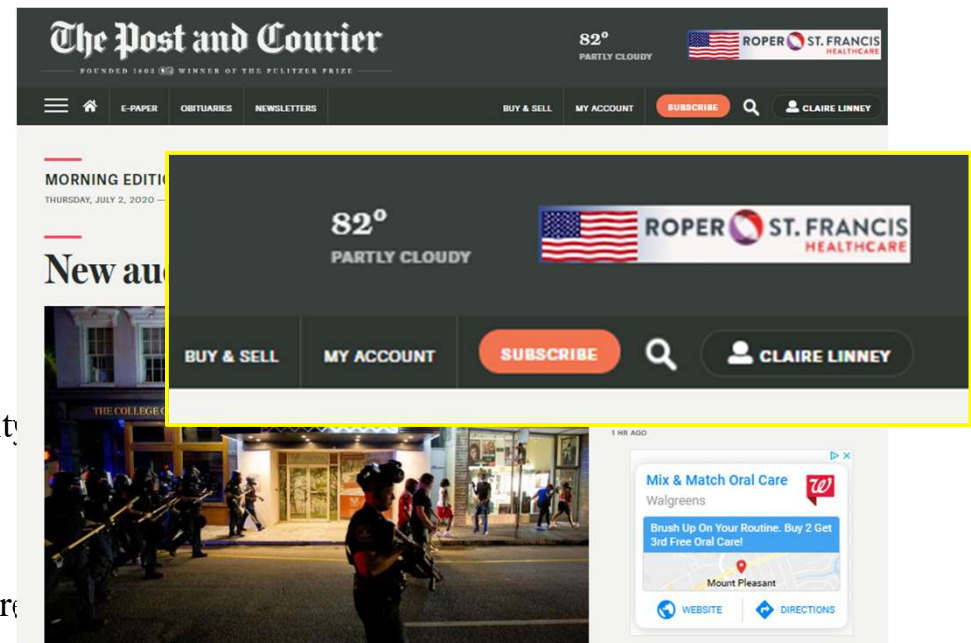 The Post and Courier
FOUNDED 1803 WINNER OF THE PULITZER PRIZE
82°
PARTLY CLOUDY
ROPER ST. FRANCIS
HEALTHCARE
E-PAPER OBITUARIES NEWSLETTERS BUY & SELL MY ACCOUNT SUBSCRIBE CLAIRE LINNEY
MORNING EDITI
THURSDAY, JULY 2, 2020 —
New au
82°
PARTLY CLOUDY
ROPER ST. FRANCIS
HEALTHCARE
BUY & SELL MY ACCOUNT SUBSCRIBE CLAIRE LINNEY
THE COLLEGE
1 HR AGO
Mix & Match Oral Care
Walgreens
Brush Up On Your Routine. Buy 2 Get
3rd Free Oral Care!
Mount Pleasant
WEBSITE DIRECTIONS